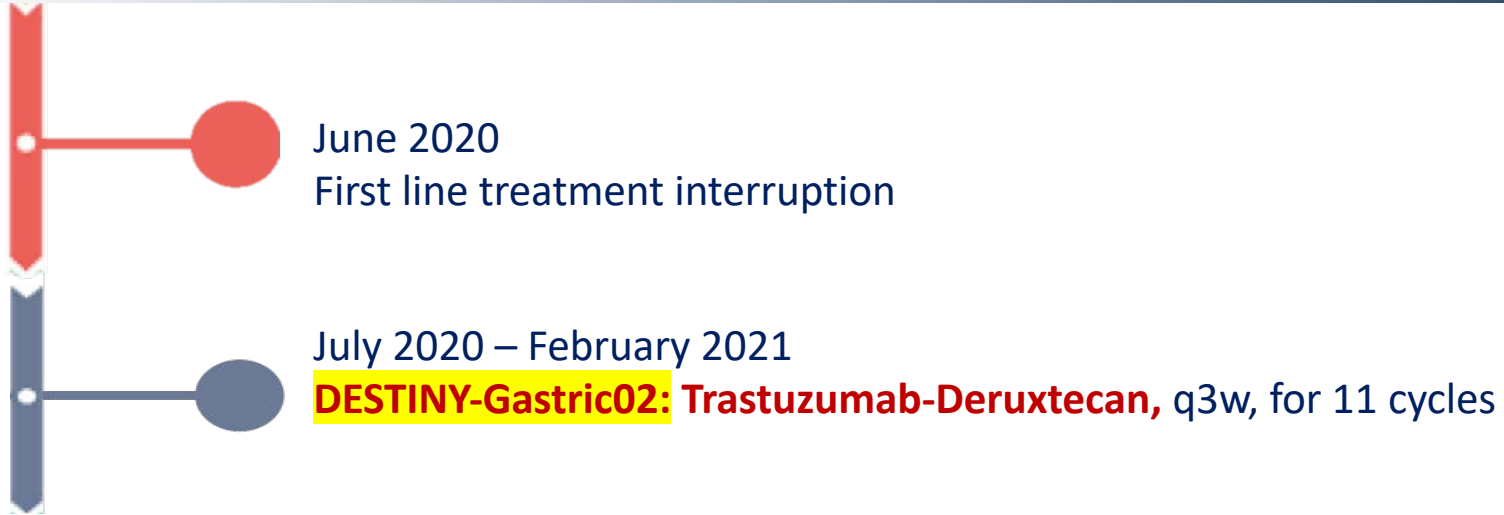 June 2020
First line treatment interruption
July 2020 – February 2021
DESTINY-Gastric02: Trastuzumab-Deruxtecan, q3w, for 11 cycles